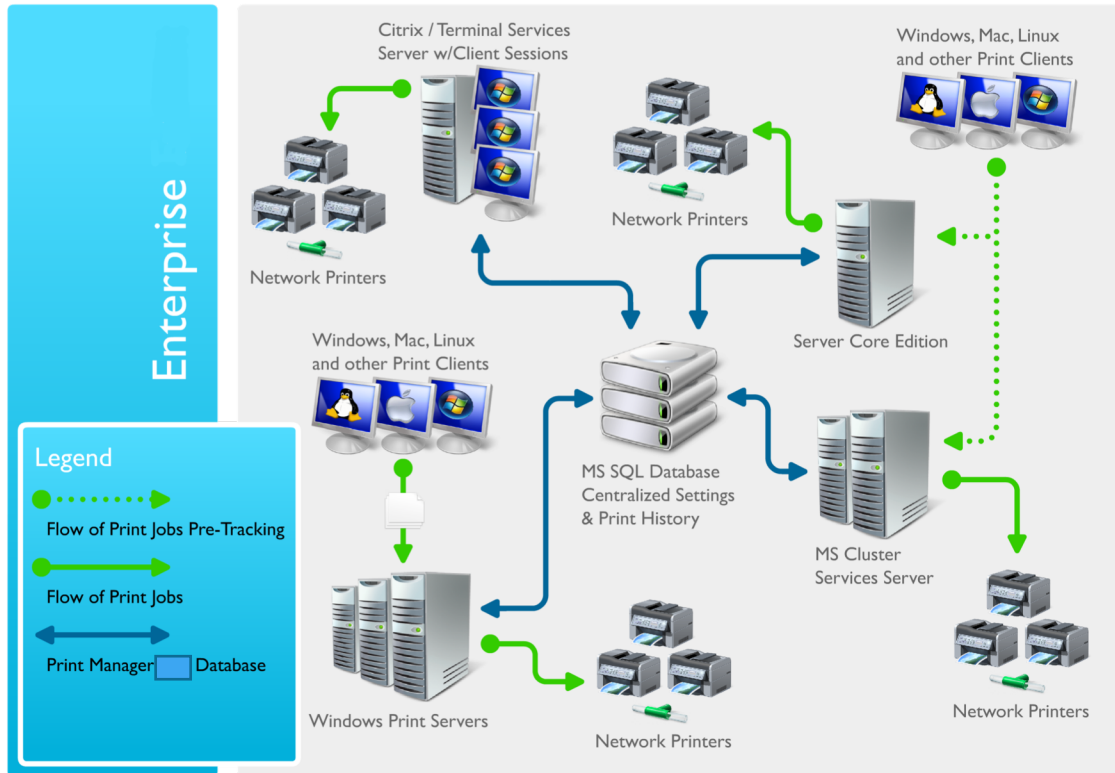 Enterprise
Citrix / Terminal Services
Server w/Client Sessions
Network Printers
Network Printers
Windows, Mac, Linux
and other Print Clients
Server Core Edition
Windows, Mac, Linux
and other Print Clients
MS SQL Database
Centralized Settings
& Print History
MS Cluster
Services Server
Network Printers
Windows Print Servers
Network Printers
Legend
Flow of Print Jobs Pre-Tracking
Flow of Print Jobs
Print Manager Database